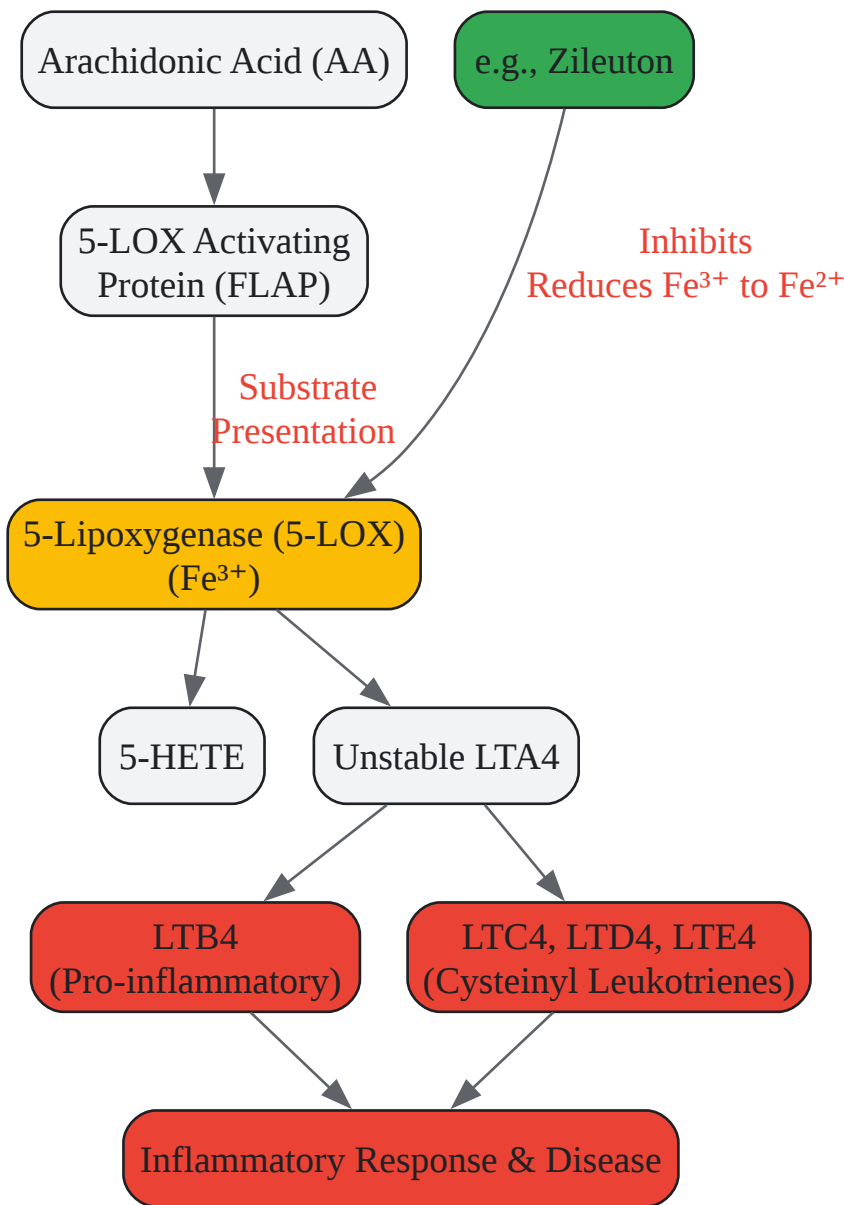 Arachidonic Acid (AA)
e.g., Zileuton
5-LOX Activating
Protein (FLAP)
Inhibits
Reduces Fe³⁺ to Fe²⁺
Substrate
Presentation
5-Lipoxygenase (5-LOX)
(Fe³⁺)
5-HETE
Unstable LTA4
LTB4
(Pro-inflammatory)
LTC4, LTD4, LTE4
(Cysteinyl Leukotrienes)
Inflammatory Response & Disease